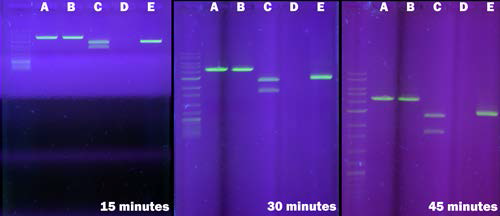 A B C D E
A B C D E
A B C D E
15 minutes
30 minutes
45 minutes